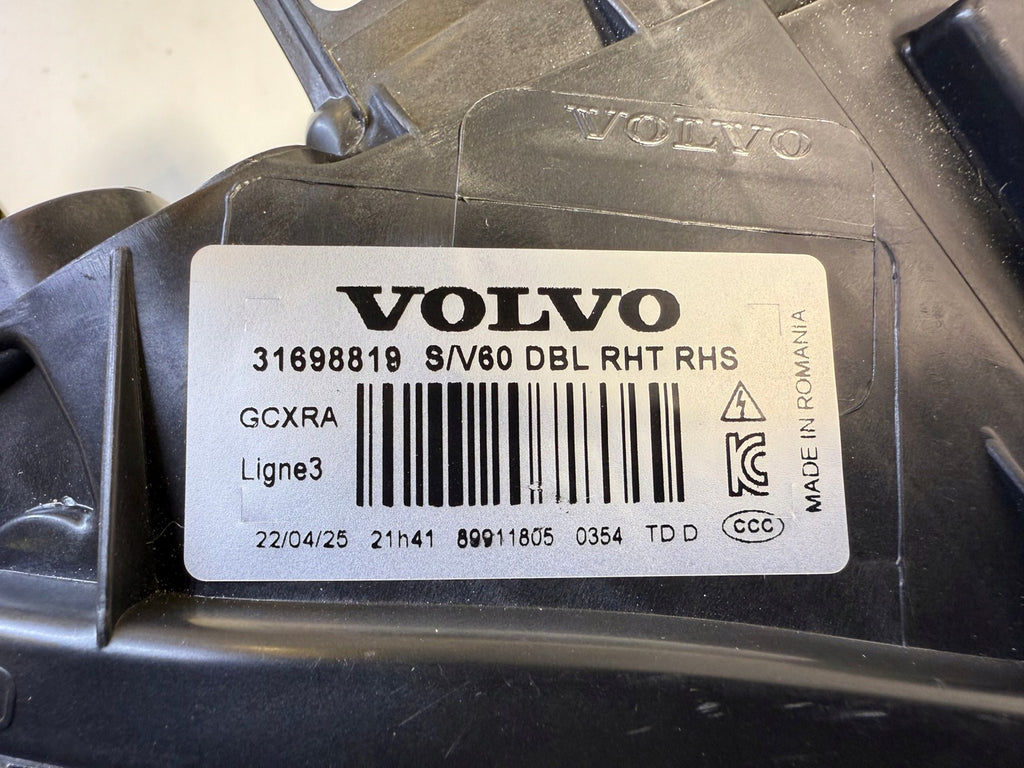 VOLVO
VOLVO
31698819 S/V60 DBL RHT RHS
GCXRA
Ligne3
22/04/25 21h41 89911805 0354 TD D
CCC
MADE IN ROMANIA